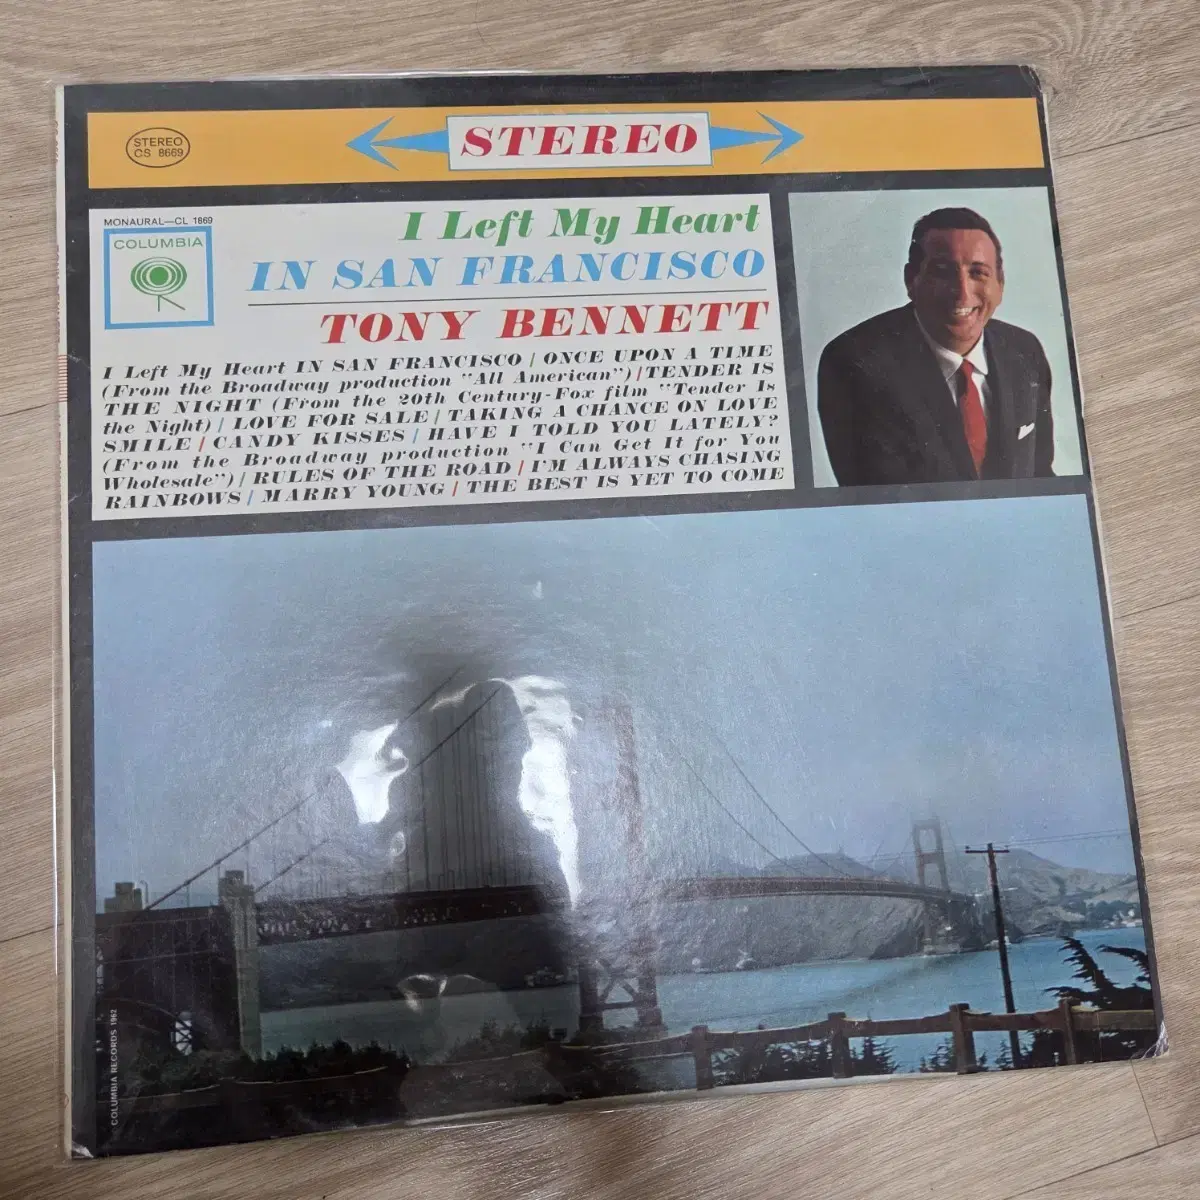 STEREO
CS 8669
STEREO
MONAURAL—CL 1869
COLUMBIA
I Left My Heart
IN SAN FRANCISCO
TONY BENNETT
I Left My Heart IN SAN FRANCISCO / ONCE UPON A TIME
(From the Broadway production "All American") / TENDER IS
THE NIGHT (From the 20th Century-Fox film "Tender Is
the Night) / LOVE FOR SALE / TAKING A CHANCE ON LOVE
SMILE / CANDY KISSES / HAVE I TOLD YOU LATELY?
(From the Broadway production "I Can Get It for You
Wholesale") / RULES OF THE ROAD / I'M ALWAYS CHASING
RAINBOWS / MARRY YOUNG / THE BEST IS YET TO COME
COLUMBIA RECORDS 1962